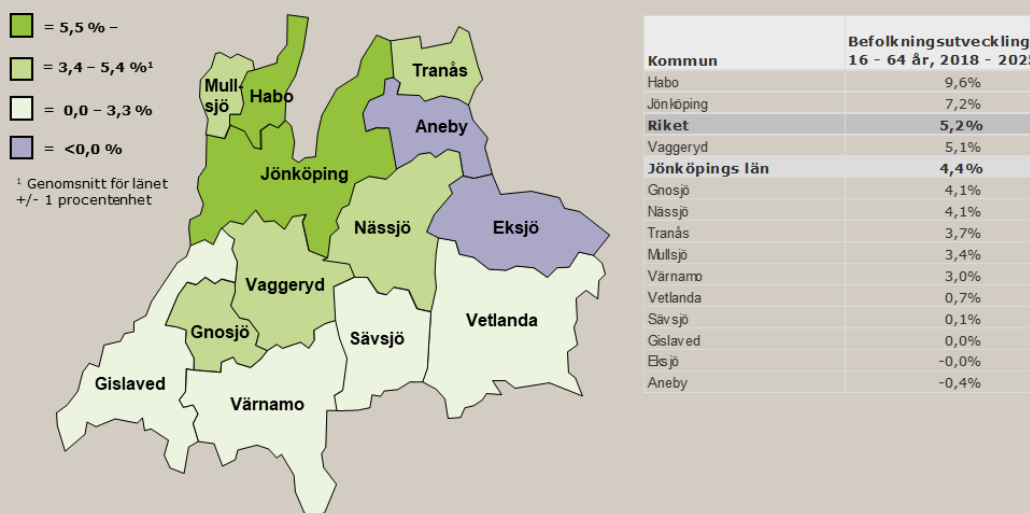 = 5,5 % –
= 3,4 – 5,4 %¹
= 0,0 – 3,3 %
= <0,0 %
¹ Genomsnitt för länet
+/- 1 procentenhet
Mull-
sjö
Habo
Tranås
Aneby
Jönköping
Nässjö
Eksjö
Vaggeryd
Gnosjö
Sävsjö
Vetlanda
Gislaved
Värnamo
Befolkningsutveckling
Kommun 16 - 64 år, 2018 - 2025
Habo 9,6%
Jönköping 7,2%
Riket 5,2%
Vaggeryd 5,1%
Jönköpings län 4,4%
Gnosjö 4,1%
Nässjö 4,1%
Tranås 3,7%
Mullsjö 3,4%
Värnamo 3,0%
Vetlanda 0,7%
Sävsjö 0,1%
Gislaved 0,0%
Eksjö -0,0%
Aneby -0,4%